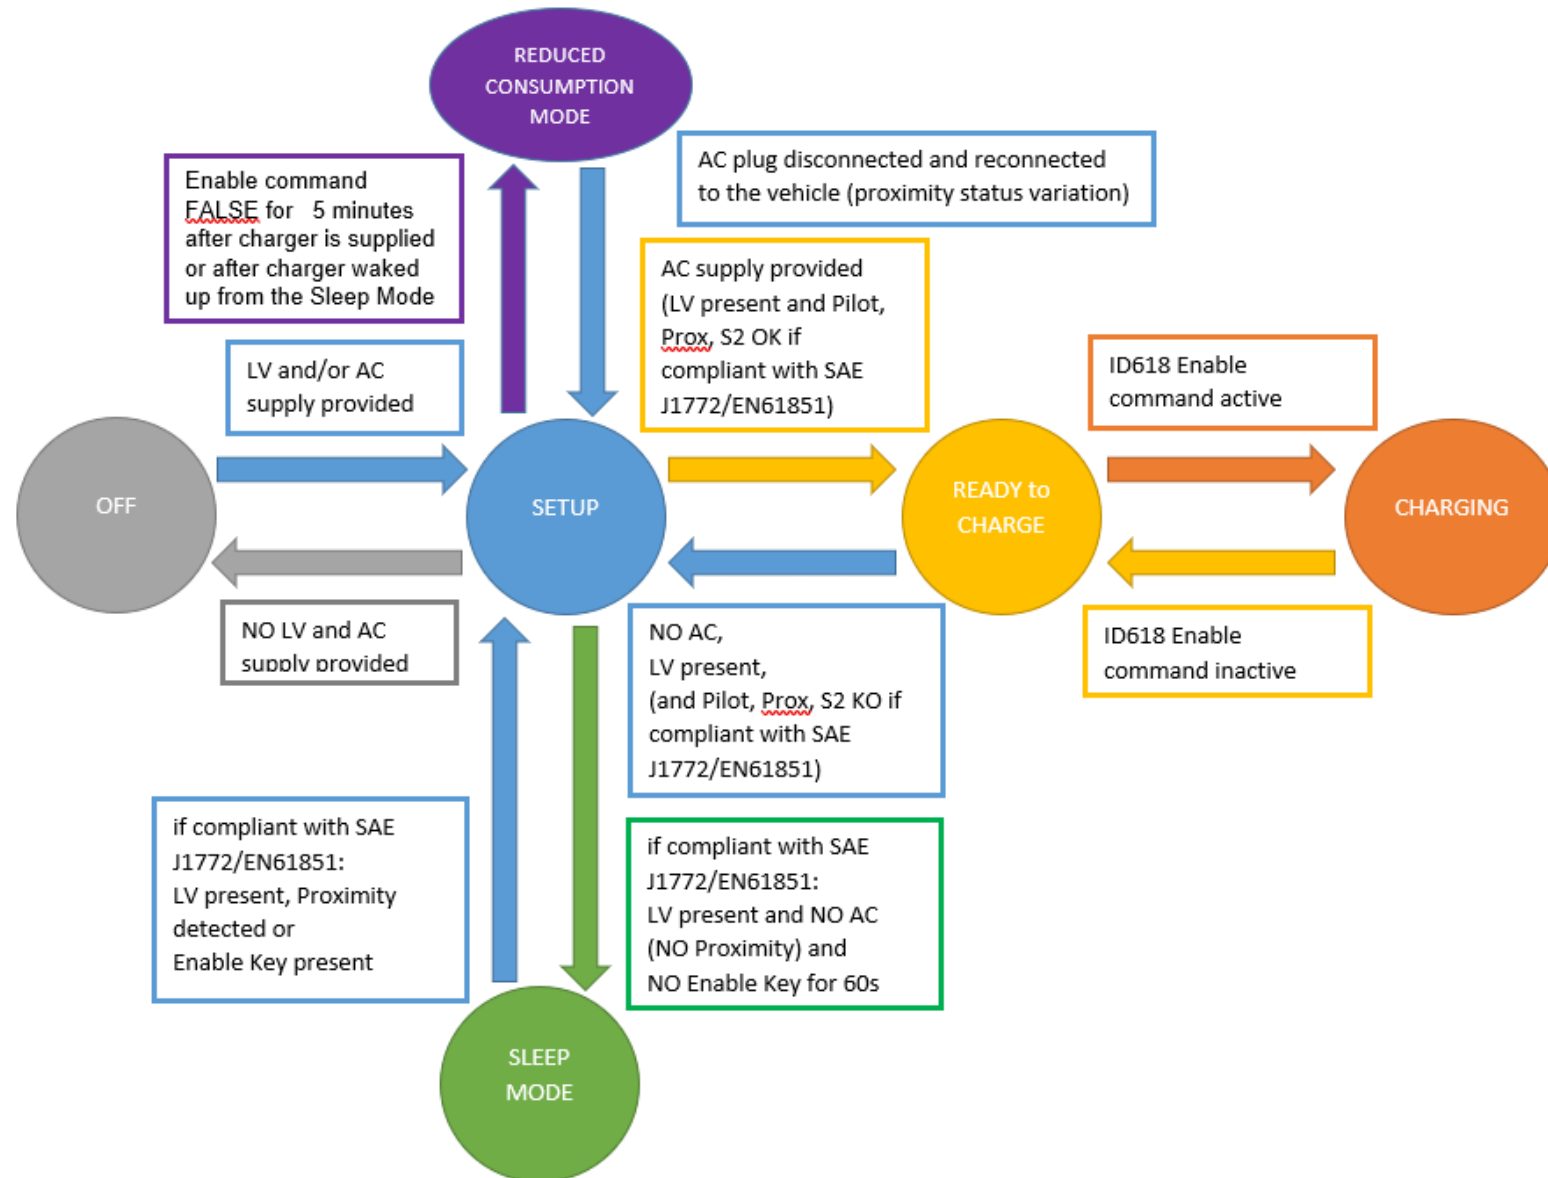 REDUCED
CONSUMPTION
MODE
AC plug disconnected and reconnected
to the vehicle (proximity status variation)
Enable command
FALSE for 5 minutes
after charger is supplied
or after charger waked
up from the Sleep Mode
AC supply provided
(LV present and Pilot,
Prox, S2 OK if
compliant with SAE
J1772/EN61851)
LV and/or AC
supply provided
ID618 Enable
command active
OFF
SETUP
READY to
CHARGE
CHARGING
NO LV and AC
supply provided
NO AC,
LV present,
(and Pilot, Prox, S2 KO if
compliant with SAE
J1772/EN61851)
ID618 Enable
command inactive
if compliant with SAE
J1772/EN61851:
LV present, Proximity
detected or
Enable Key present
if compliant with SAE
J1772/EN61851:
LV present and NO AC
(NO Proximity) and
NO Enable Key for 60s
SLEEP
MODE